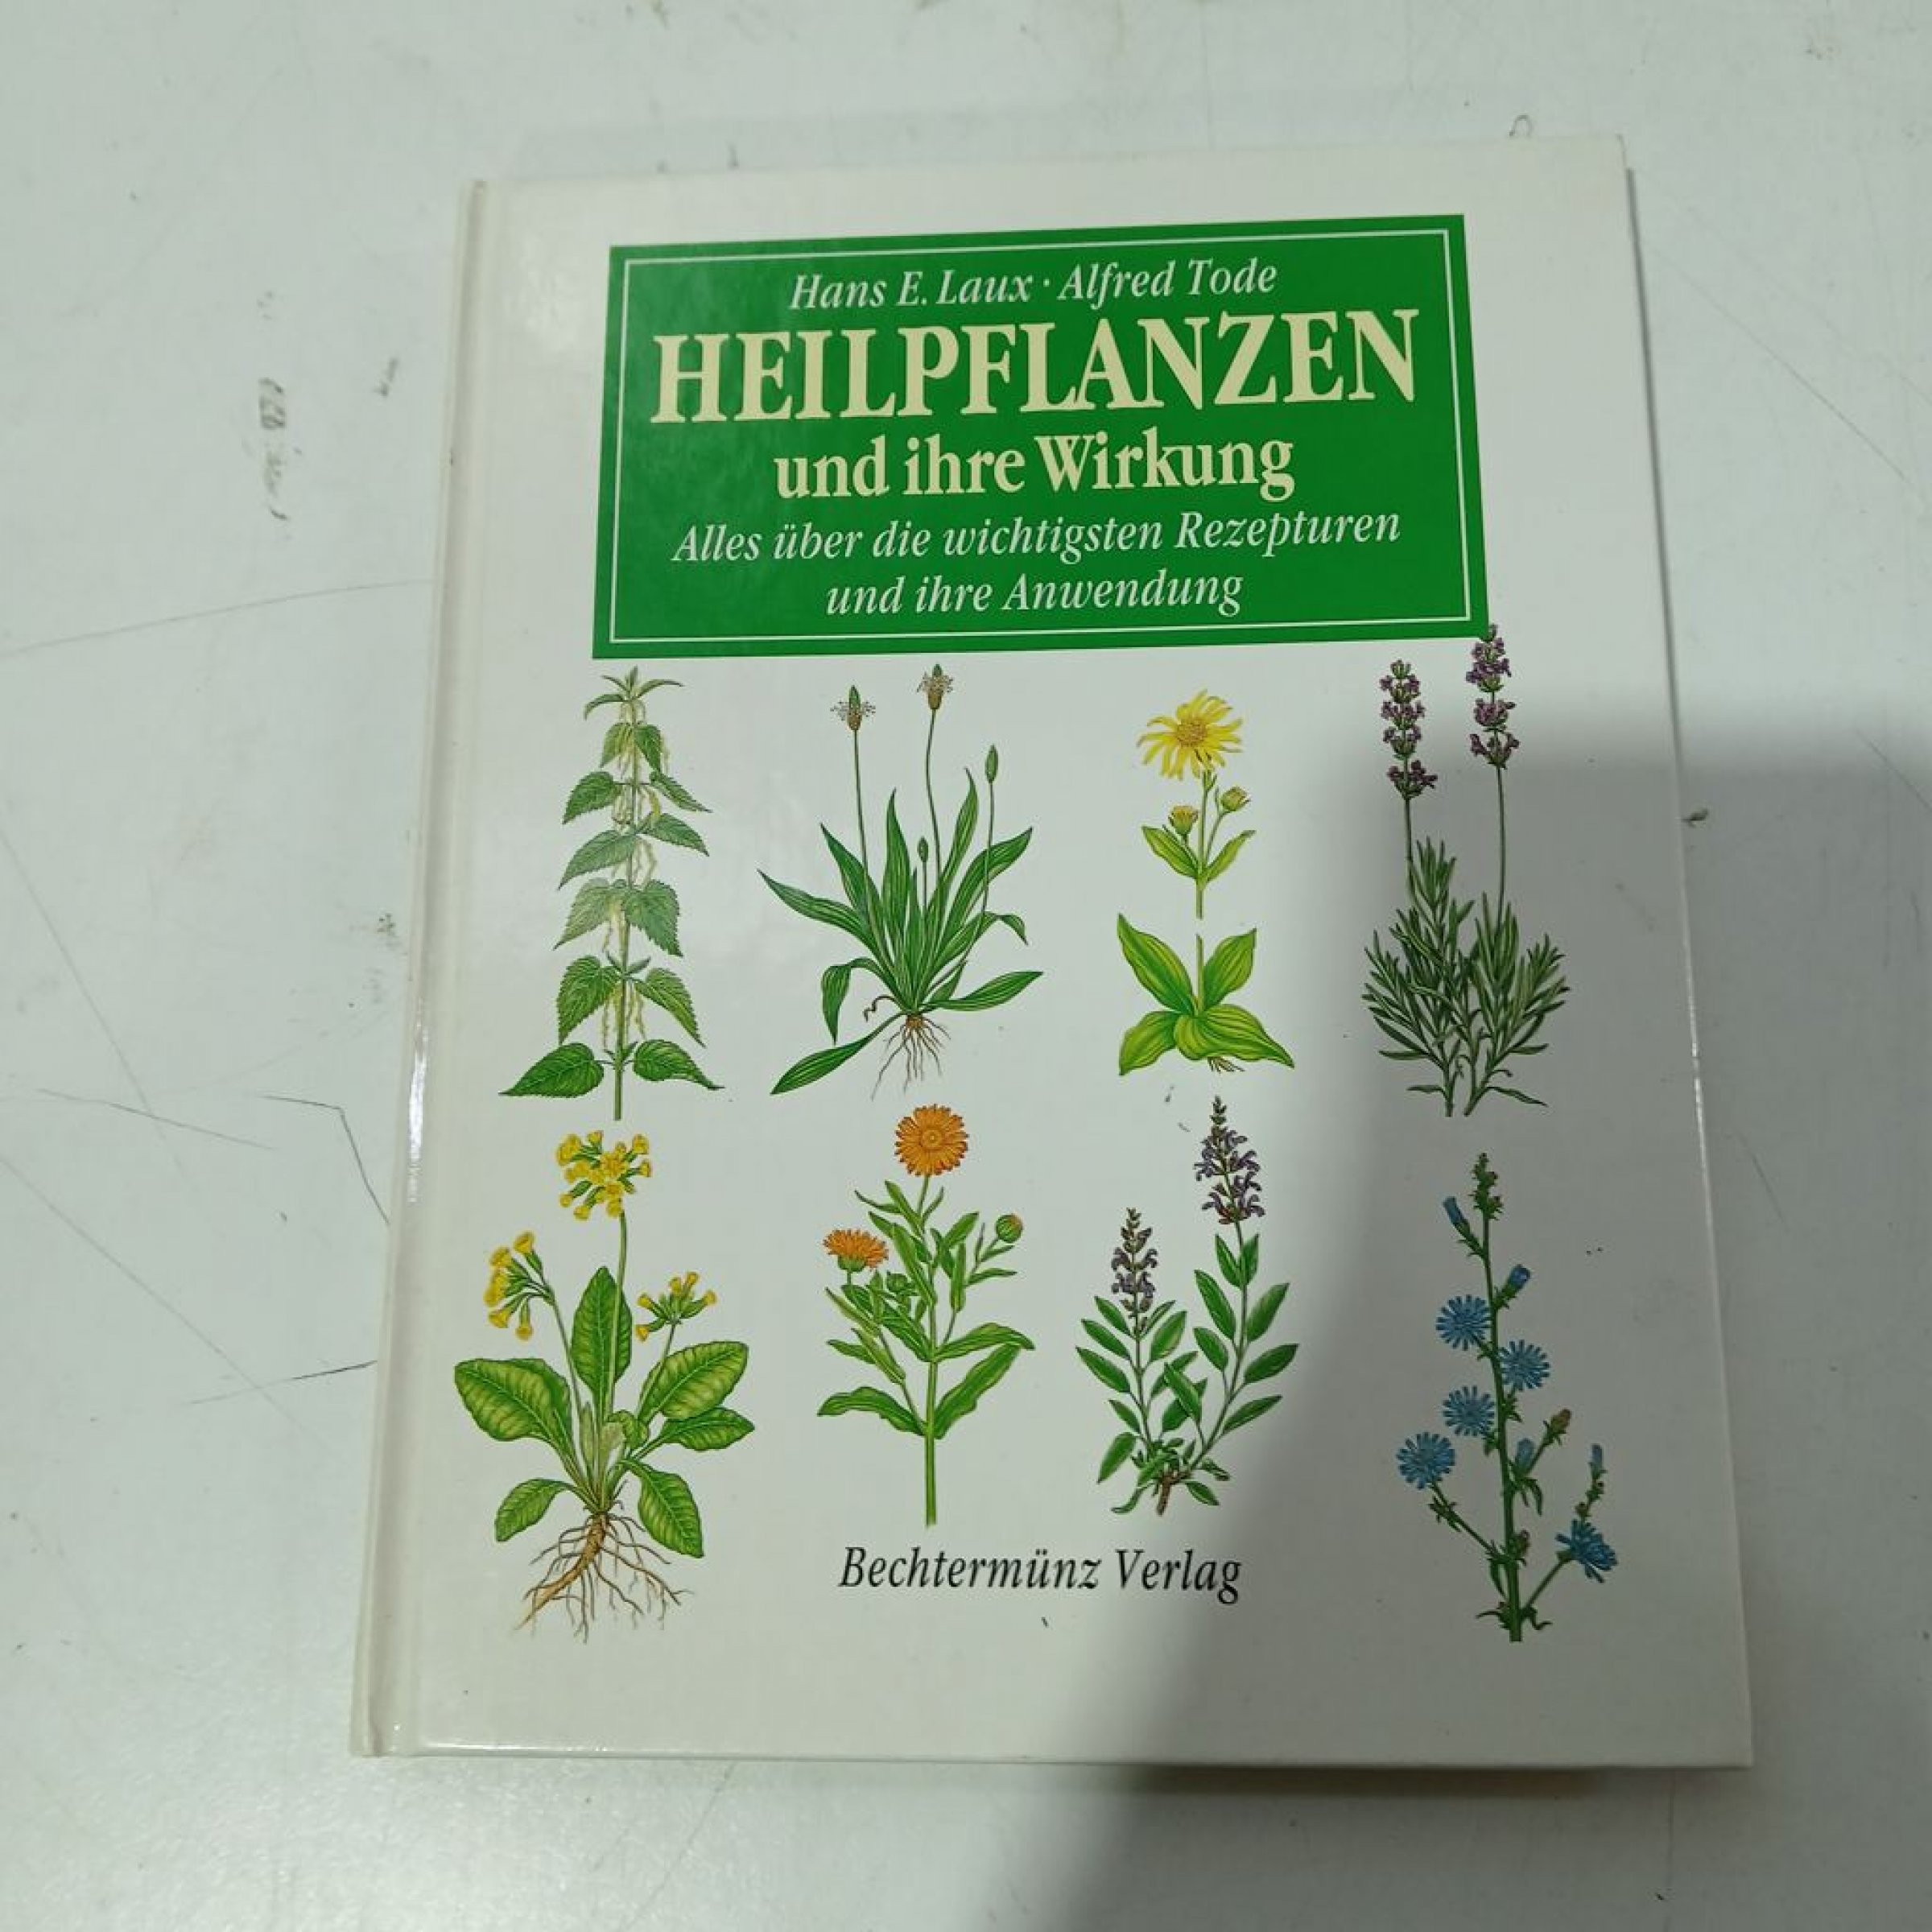 Hans E. Laux · Alfred Tode
HEILPFLANZEN
und ihre Wirkung
Alles über die wichtigsten Rezepturen
und ihre Anwendung
Bechtermünz Verlag